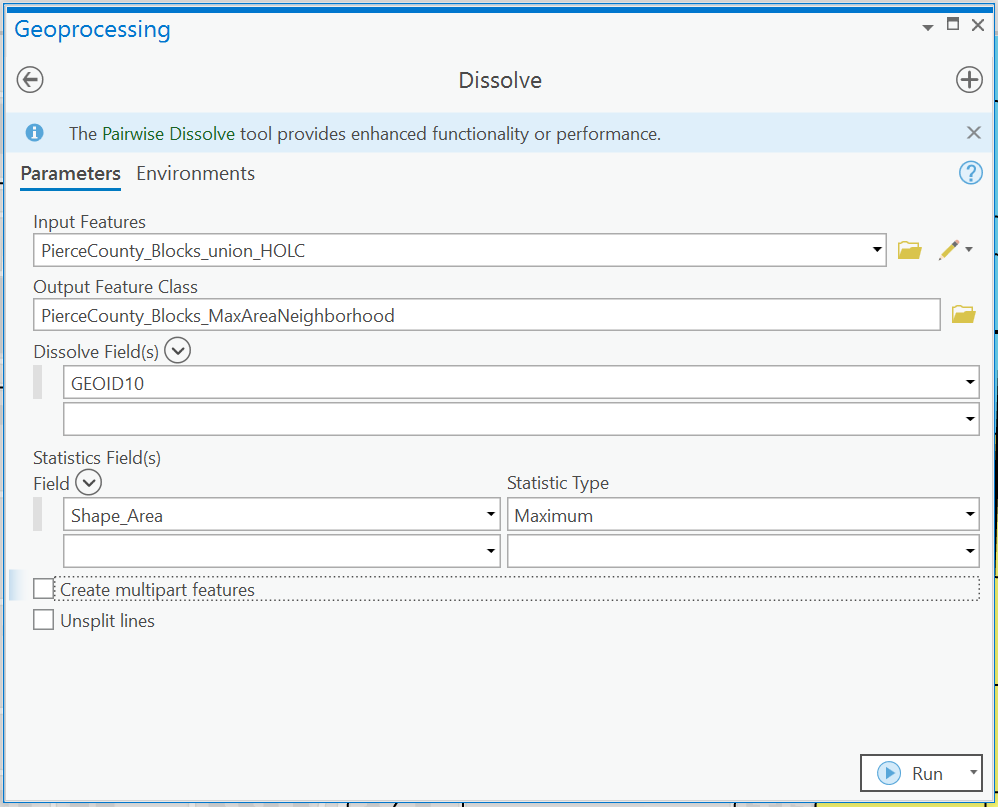 Geoprocessing
Dissolve
The Pairwise Dissolve tool provides enhanced functionality or performance.
Parameters Environments
Input Features
PierceCounty_Blocks_union_HOLC
Output Feature Class
PierceCounty_Blocks_MaxAreaNeighborhood
Dissolve Field(s)
GEOID10
Statistics Field(s)
Field Statistic Type
Shape_Area Maximum
Create multipart features
Unsplit lines
Run